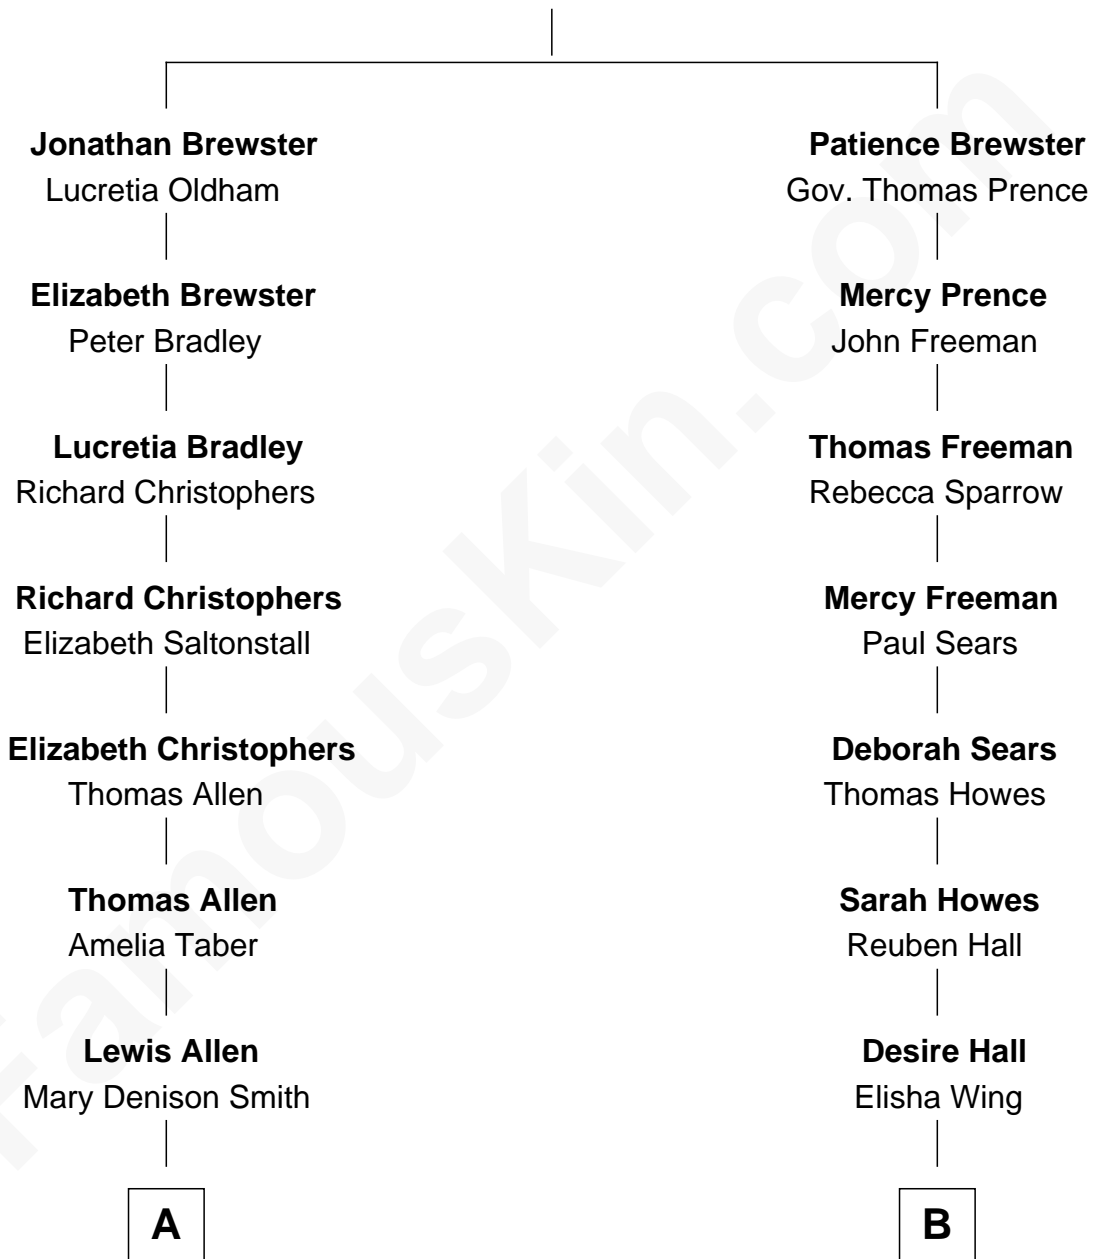 Jonathan Brewster
Lucretia Oldham
Elizabeth Brewster
Peter Bradley
Lucretia Bradley
Richard Christophers
Richard Christophers
Elizabeth Saltonstall
Elizabeth Christophers
Thomas Allen
Thomas Allen
Amelia Taber
Lewis Allen
Mary Denison Smith
A
Patience Brewster
Gov. Thomas Prence
Mercy Prence
John Freeman
Thomas Freeman
Rebecca Sparrow
Mercy Freeman
Paul Sears
Deborah Sears
Thomas Howes
Sarah Howes
Reuben Hall
Desire Hall
Elisha Wing
B
FamousKin.com